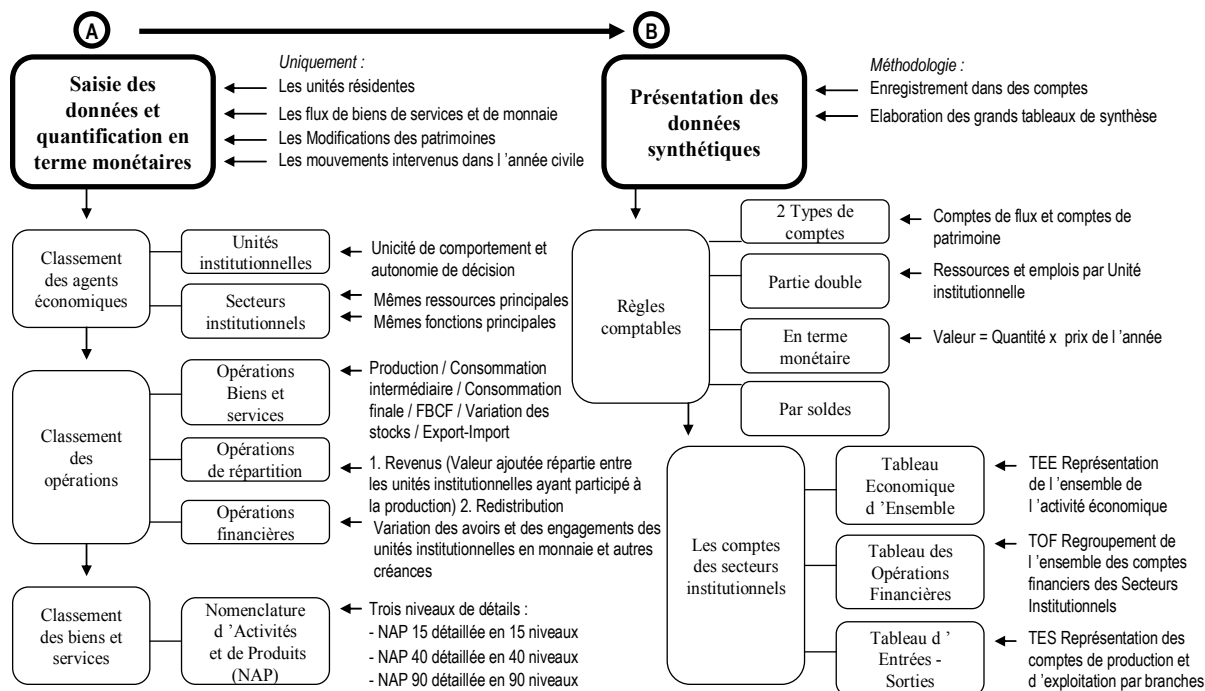 A
B
Saisie des
données et
quantification en
terme monétaires
Uniquement :
Les unités résidentes
Les flux de biens de services et de monnaie
Les Modifications des patrimoines
Les mouvements intervenus dans l ’année civile
Présentation des
données
synthétiques
Méthodologie :
Enregistrement dans des comptes
Elaboration des grands tableaux de synthèse
Classement
des agents
économiques
Unités
institutionnelles
Unicité de comportement et
autonomie de décision
Secteurs
institutionnels
Mêmes ressources principales
Mêmes fonctions principales
Classement
des
opérations
Opérations
Biens et
services
Production / Consommation
intermédiaire / Consommation
finale / FBCF / Variation des
stocks / Export-Import
Opérations
de répartition
1. Revenus (Valeur ajoutée répartie entre
les unités institutionnelles ayant participé à
la production) 2. Redistribution
Opérations
financières
Variation des avoirs et des engagements des
unités institutionnelles en monnaie et autres
créances
Classement
des biens et
services
Nomenclature
d ’Activités
et de Produits
(NAP)
Trois niveaux de détails :
- NAP 15 détaillée en 15 niveaux
- NAP 40 détaillée en 40 niveaux
- NAP 90 détaillée en 90 niveaux
Règles
comptables
2 Types de
comptes
Comptes de flux et comptes de
patrimoine
Partie double
Ressources et emplois par Unité
institutionnelle
En terme
monétaire
Valeur = Quantité x prix de l ’année
Par soldes
Les comptes
des secteurs
institutionnels
Tableau
Economique
d ’Ensemble
TEE Représentation
de l ’ensemble de
l ’activité économique
Tableau des
Opérations
Financières
TOF Regroupement de
l ’ensemble des comptes
financiers des Secteurs
Institutionnels
Tableau d ’
Entrées -
Sorties
TES Représentation des
comptes de production et
d ’exploitation par branches